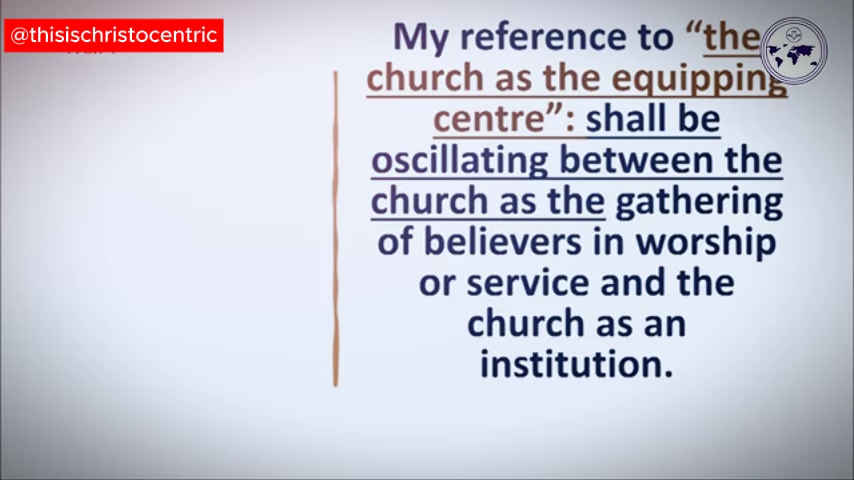 @thisischristocentric
My reference to “the
church as the equipping
centre”: shall be
oscillating between the
church as the gathering
of believers in worship
or service and the
church as an
institution.